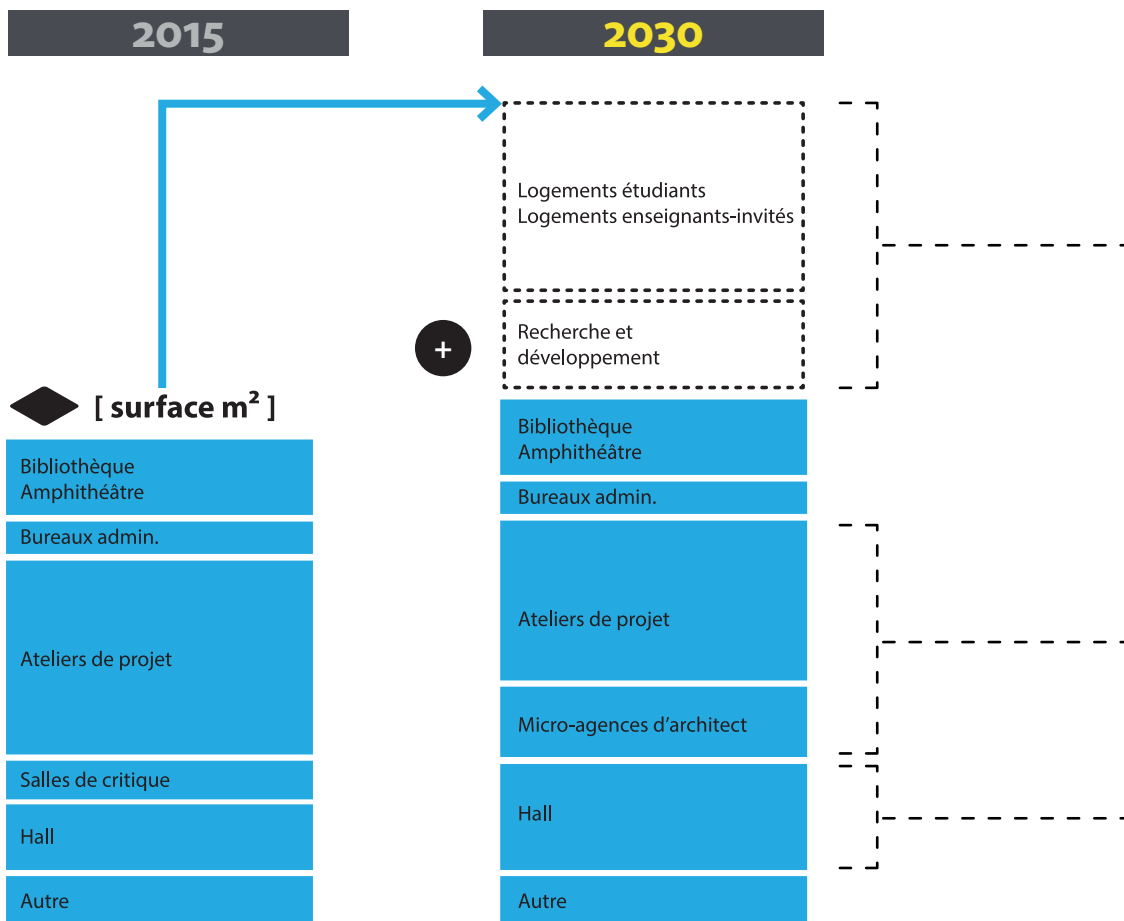 2015
[ surface m² ]
Bibliothèque
Amphithéâtre
Bureaux admin.
Ateliers de projet
Salles de critique
Hall
Autre
2030
Logements étudiants
Logements enseignants-invités
+
Recherche et
développement
Bibliothèque
Amphithéâtre
Bureaux admin.
Ateliers de projet
Micro-agences d’architect
Hall
Autre